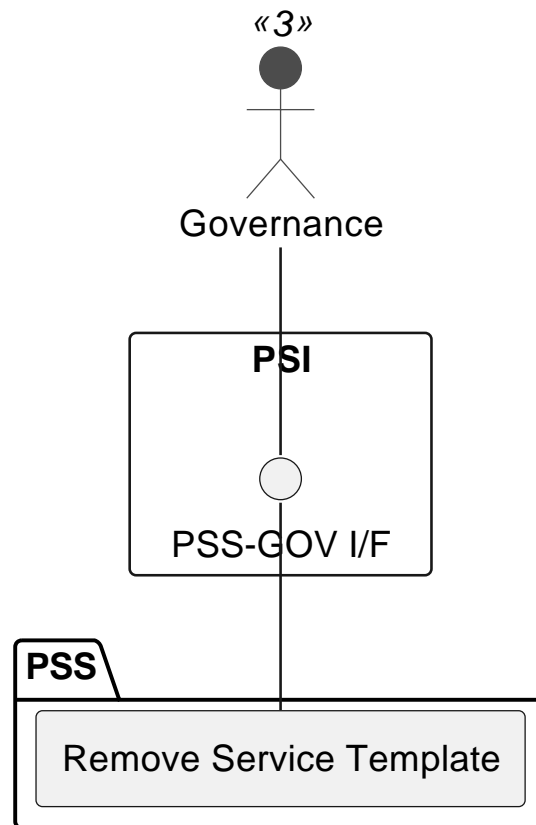 «3»
Governance
PSI
PSS-GOV I/F
PSS
Remove Service Template